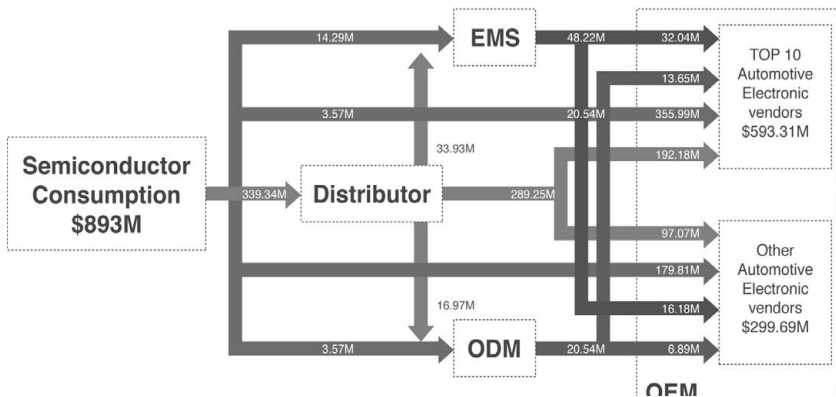 14.29M
EMS
48.22M
32.04M
TOP 10
Automotive
Electronic
vendors
$593.31M
13.65M
3.57M
20.54M
355.99M
33.93M
192.18M
Semiconductor
Consumption
$893M
339.34M
Distributor
289.25M
97.07M
Other
Automotive
Electronic
vendors
$299.69M
179.81M
16.97M
16.18M
3.57M
ODM
20.54M
6.89M
OEM